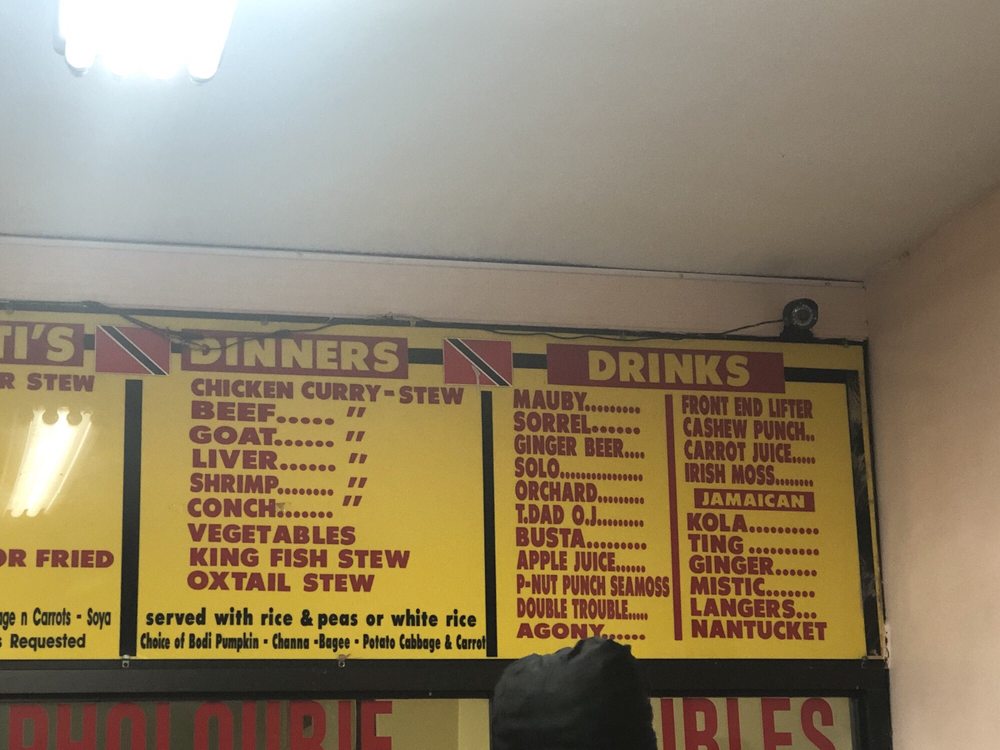 TI'S
R STEW
OR FRIED
age n Carrots - Soya
s Requested
DINNERS
CHICKEN CURRY-STEW
BEEF..... "
GOAT...... "
LIVER....... "
SHRIMP........ "
CONCH....... "
VEGETABLES
KING FISH STEW
OXTAIL STEW
served with rice & peas or white rice
Choice of Bodi Pumpkin - Channa -Bagee - Potato Cabbage & Carrot
DRINKS
MAUBY.........
SORREL......
GINGER BEER....
SOLO................
ORCHARD.........
T.DAD O.J.........
BUSTA..........
APPLE JUICE......
P-NUT PUNCH SEAMOSS
DOUBLE TROUBLE.....
AGONY......
FRONT END LIFTER
CASHEW PUNCH..
CARROT JUICE.....
IRISH MOSS........
JAMAICAN
KOLA...........
TING ...........
GINGER......
MISTIC.......
LANGERS...
NANTUCKET
PHOLOURIE
UBLES